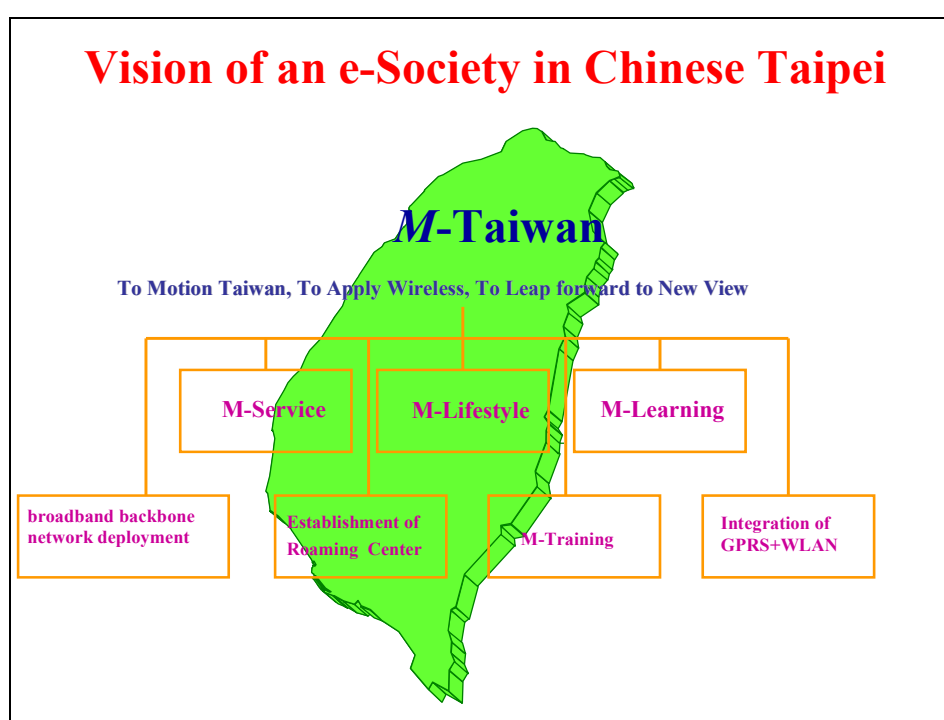 Vision of an e-Society in Chinese Taipei
M-Taiwan
To Motion Taiwan, To Apply Wireless, To Leap forward to New View
M-Service
M-Lifestyle
M-Learning
broadband backbone
network deployment
Establishment of
Roaming Center
M-Training
Integration of
GPRS+WLAN